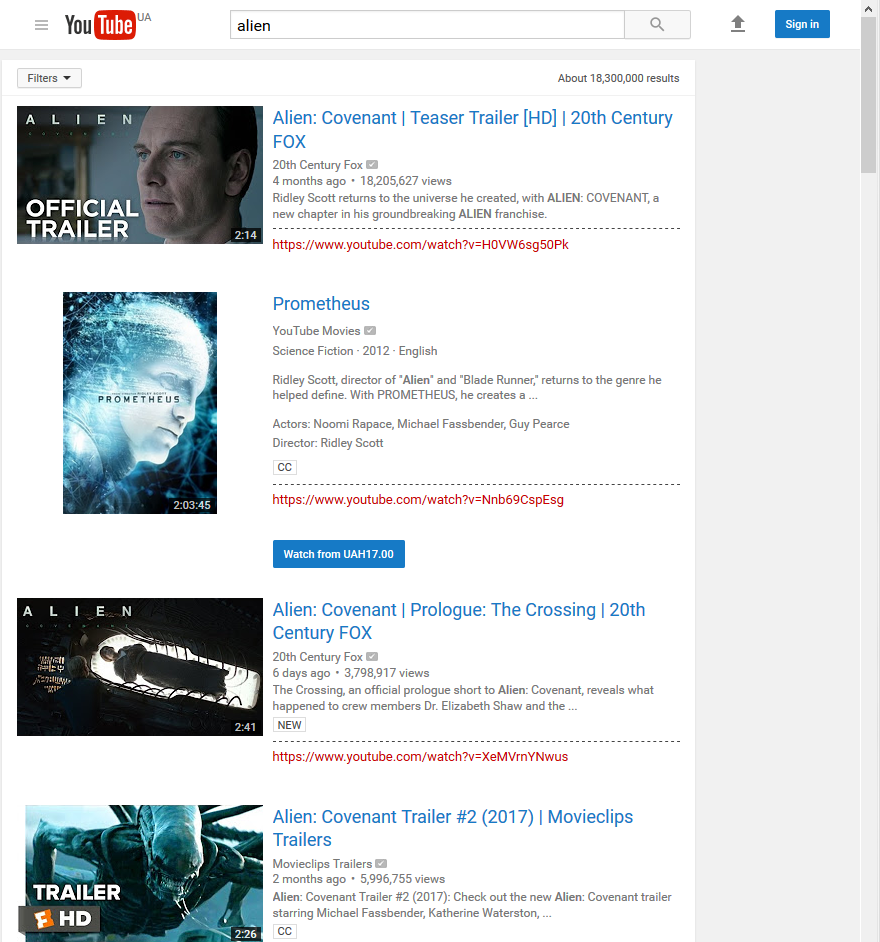 YouTube UA
alien
Sign in
Filters
About 18,300,000 results
ALIEN
COVENANT
OFFICIAL
TRAILER
2:14
Alien: Covenant | Teaser Trailer [HD] | 20th Century
FOX
20th Century Fox
4 months ago • 18,205,627 views
Ridley Scott returns to the universe he created, with ALIEN: COVENANT, a
new chapter in his groundbreaking ALIEN franchise.
https://www.youtube.com/watch?v=H0VW6sg50Pk
PROMETHEUS
2:03:45
Prometheus
YouTube Movies
Science Fiction · 2012 · English
Ridley Scott, director of "Alien" and "Blade Runner," returns to the genre he
helped define. With PROMETHEUS, he creates a ...
Actors: Noomi Rapace, Michael Fassbender, Guy Pearce
Director: Ridley Scott
CC
https://www.youtube.com/watch?v=Nnb69CspEsg
Watch from UAH17.00
ALIEN
2:41
Alien: Covenant | Prologue: The Crossing | 20th
Century FOX
20th Century Fox
6 days ago • 3,798,917 views
The Crossing, an official prologue short to Alien: Covenant, reveals what
happened to crew members Dr. Elizabeth Shaw and the ...
NEW
https://www.youtube.com/watch?v=XeMVrnYNwus
TRAILER
F HD
2:26
Alien: Covenant Trailer #2 (2017) | Movieclips
Trailers
Movieclips Trailers
2 months ago • 5,996,755 views
Alien: Covenant Trailer #2 (2017): Check out the new Alien: Covenant trailer
starring Michael Fassbender, Katherine Waterston, ...
CC